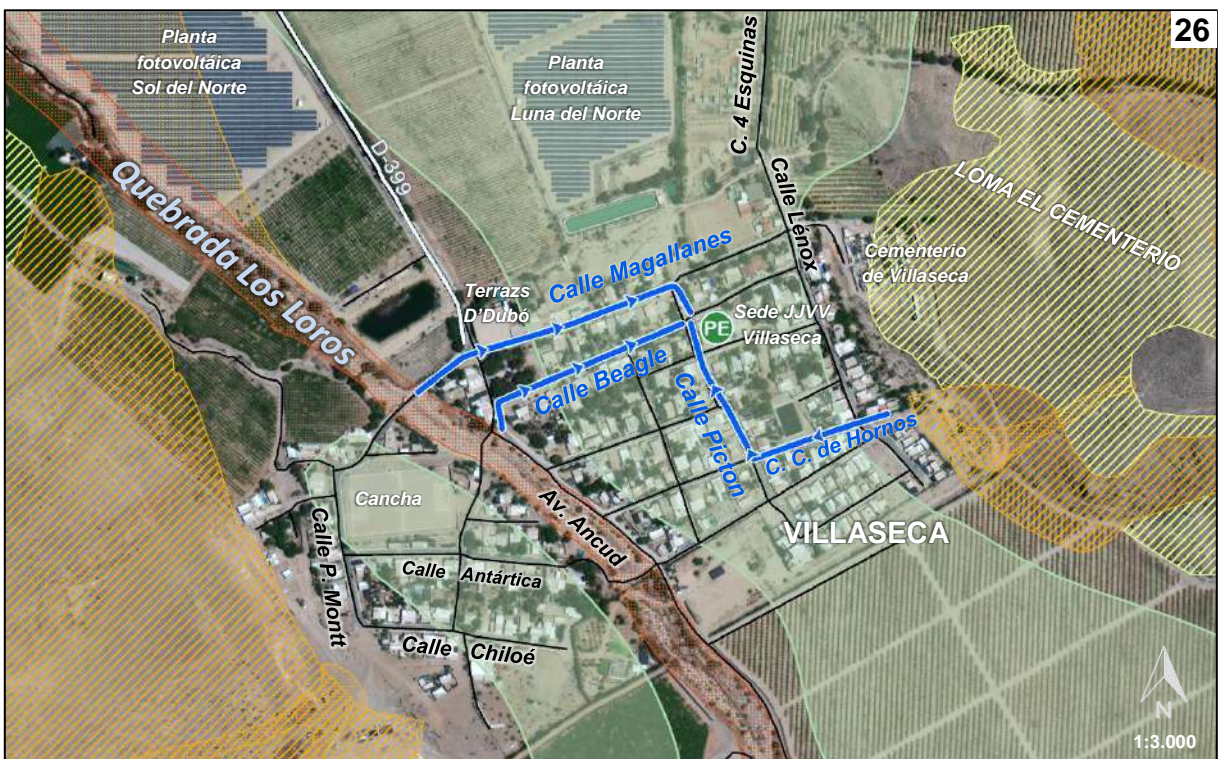 26
Planta
fotovoltáica
Sol del Norte
Planta
fotovoltáica
Luna del Norte
C. 4 Esquinas
D-399
Quebrada Los Loros
Calle Lénox
LOMA EL CEMENTERIO
Cementerio
de Villaseca
Calle Magallanes
Terrazs
D'Dubó
PE
Sede JJVV
Villaseca
Calle Beagle
Calle Picton
C. C. de Hornos
Cancha
Av. Ancud
VILLASECA
Calle P. Montt
Calle Antártica
Calle Chiloé
N
1:3.000